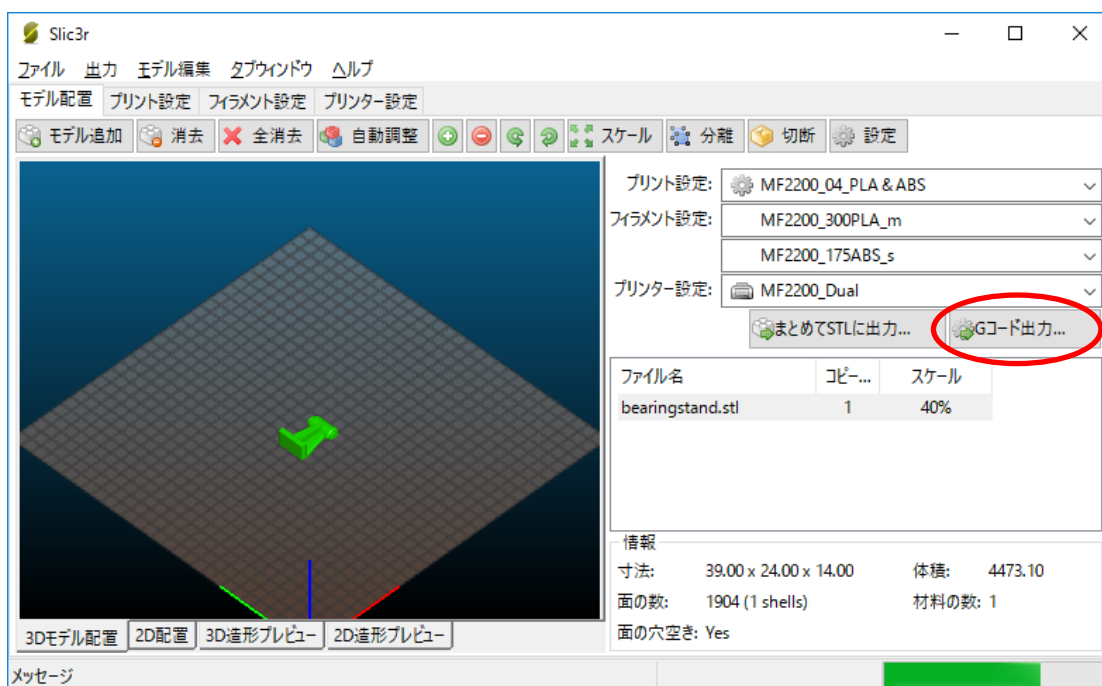 Slic3r
ファイル 出力 モデル編集 タブウィンドウ ヘルプ
モデル配置 プリント設定 フィラメント設定 プリンター設定
モデル追加 消去 全消去 自動調整 スケール 分離 切断 設定
プリント設定: MF2200_04_PLA & ABS
フィラメント設定: MF2200_300PLA_m
MF2200_175ABS_s
プリンター設定: MF2200_Dual
まとめてSTLに出力... Gコード出力...
ファイル名 コピー... スケール
bearingstand.stl 1 40%
情報
寸法: 39.00 x 24.00 x 14.00 体積: 4473.10
面の数: 1904 (1 shells) 材料の数: 1
面の穴空き: Yes
3Dモデル配置 2D配置 3D造形プレビュー 2D造形プレビュー
メッセージ